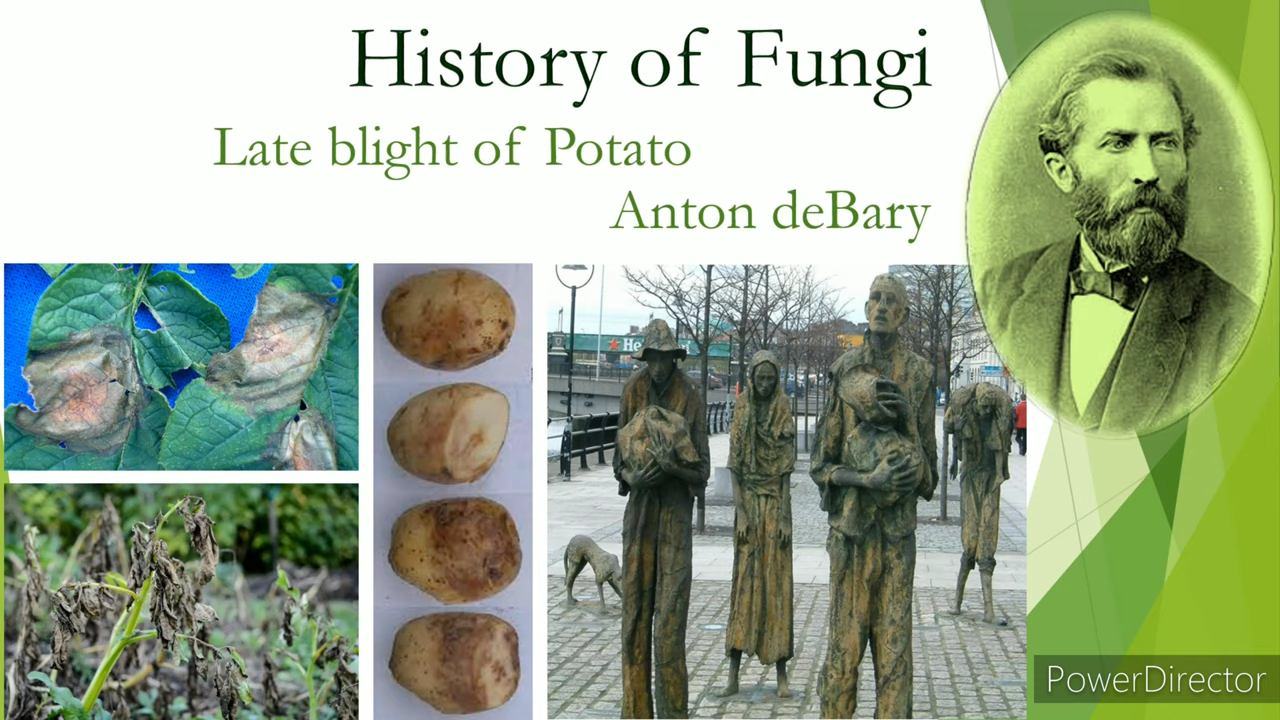 History of Fungi
Late blight of Potato
Anton deBary
PowerDirector